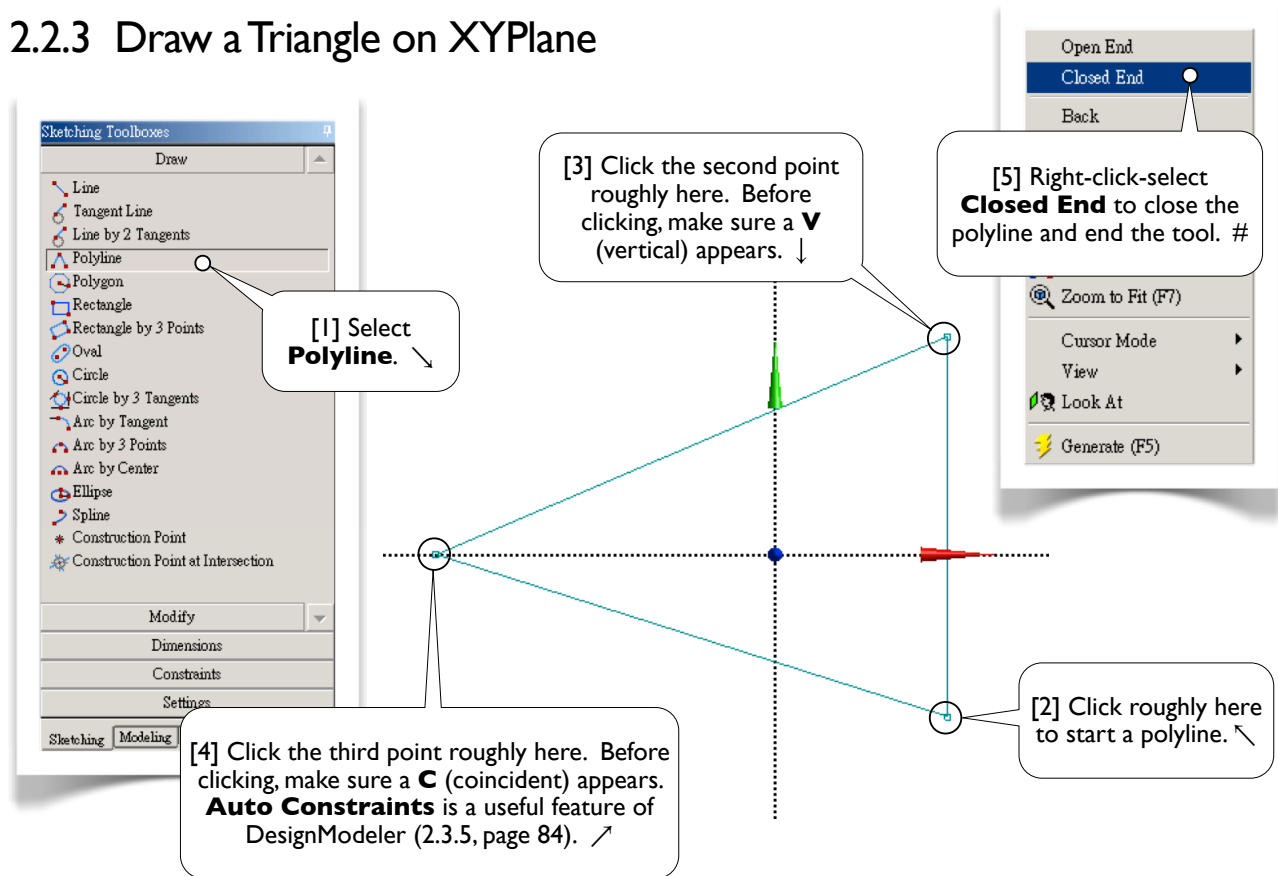 2.2.3 Draw a Triangle on XYPlane
Sketching Toolboxes
Draw
Line
Tangent Line
Line by 2 Tangents
Polyline
Polygon
Rectangle
Rectangle by 3 Points
Oval
Circle
Circle by 3 Tangents
Arc by Tangent
Arc by 3 Points
Arc by Center
Ellipse
Spline
Construction Point
Construction Point at Intersection
Modify
Dimensions
Constraints
Settings
Sketching
Modeling
[1] Select
Polyline. ↘
[3] Click the second point
roughly here. Before
clicking, make sure a V
(vertical) appears. ↓
Open End
Closed End
Back
[5] Right-click-select
Closed End to close the
polyline and end the tool. #
Zoom to Fit (F7)
Cursor Mode
View
Look At
Generate (F5)
[2] Click roughly here
to start a polyline. ↖
[4] Click the third point roughly here. Before
clicking, make sure a C (coincident) appears.
Auto Constraints is a useful feature of
DesignModeler (2.3.5, page 84). ↗